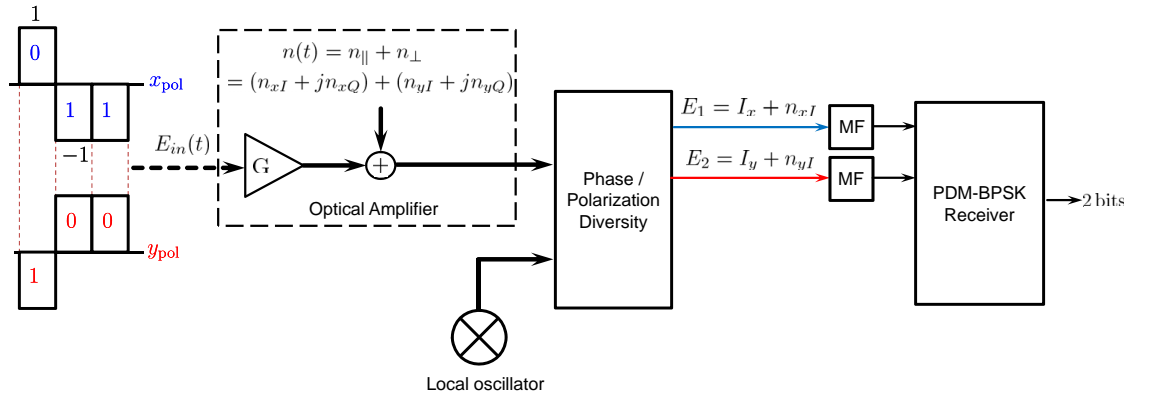 1
0
x_pol
1 1
−1
0 0
y_pol
1
E_in(t)
n(t) = n_∥ + n_⊥
= (n_xI + jn_xQ) + (n_yI + jn_yQ)
G
+
Optical Amplifier
Local oscillator
Phase /
Polarization
Diversity
E_1 = I_x + n_xI
E_2 = I_y + n_yI
MF
MF
PDM-BPSK
Receiver
2 bits